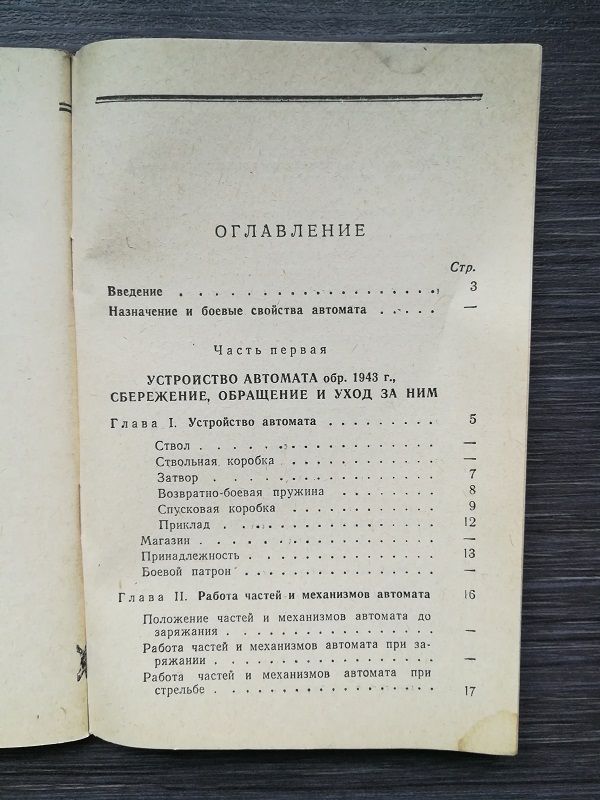 ОГЛАВЛЕНИЕ
Стр.
Введение . . . . . . . . . . . . . . . . . 3
Назначение и боевые свойства автомата . . . . —
Часть первая
УСТРОЙСТВО АВТОМАТА обр. 1943 г.,
СБЕРЕЖЕНИЕ, ОБРАЩЕНИЕ И УХОД ЗА НИМ
Глава I. Устройство автомата . . . . . . . . . 5
Ствол . . . . . . . . . . . . . . —
Ствольная коробка . . . . . . . . . . —
Затвор . . . . . . . . . . . . . . 7
Возвратно-боевая пружина . . . . . . . 8
Спусковая коробка . . . . . . . . . . 9
Приклад . . . . . . . . . . . . . 12
Магазин . . . . . . . . . . . . . . —
Принадлежность . . . . . . . . . . . . 13
Боевой патрон . . . . . . . . . . . . —
Глава II. Работа частей и механизмов автомата 16
Положение частей и механизмов автомата до
заряжания . . . . . . . . . . . . . —
Работа частей и механизмов автомата при за-
ряжании . . . . . . . . . . . . . . —
Работа частей и механизмов автомата при
стрельбе . . . . . . . . . . . . . . 17